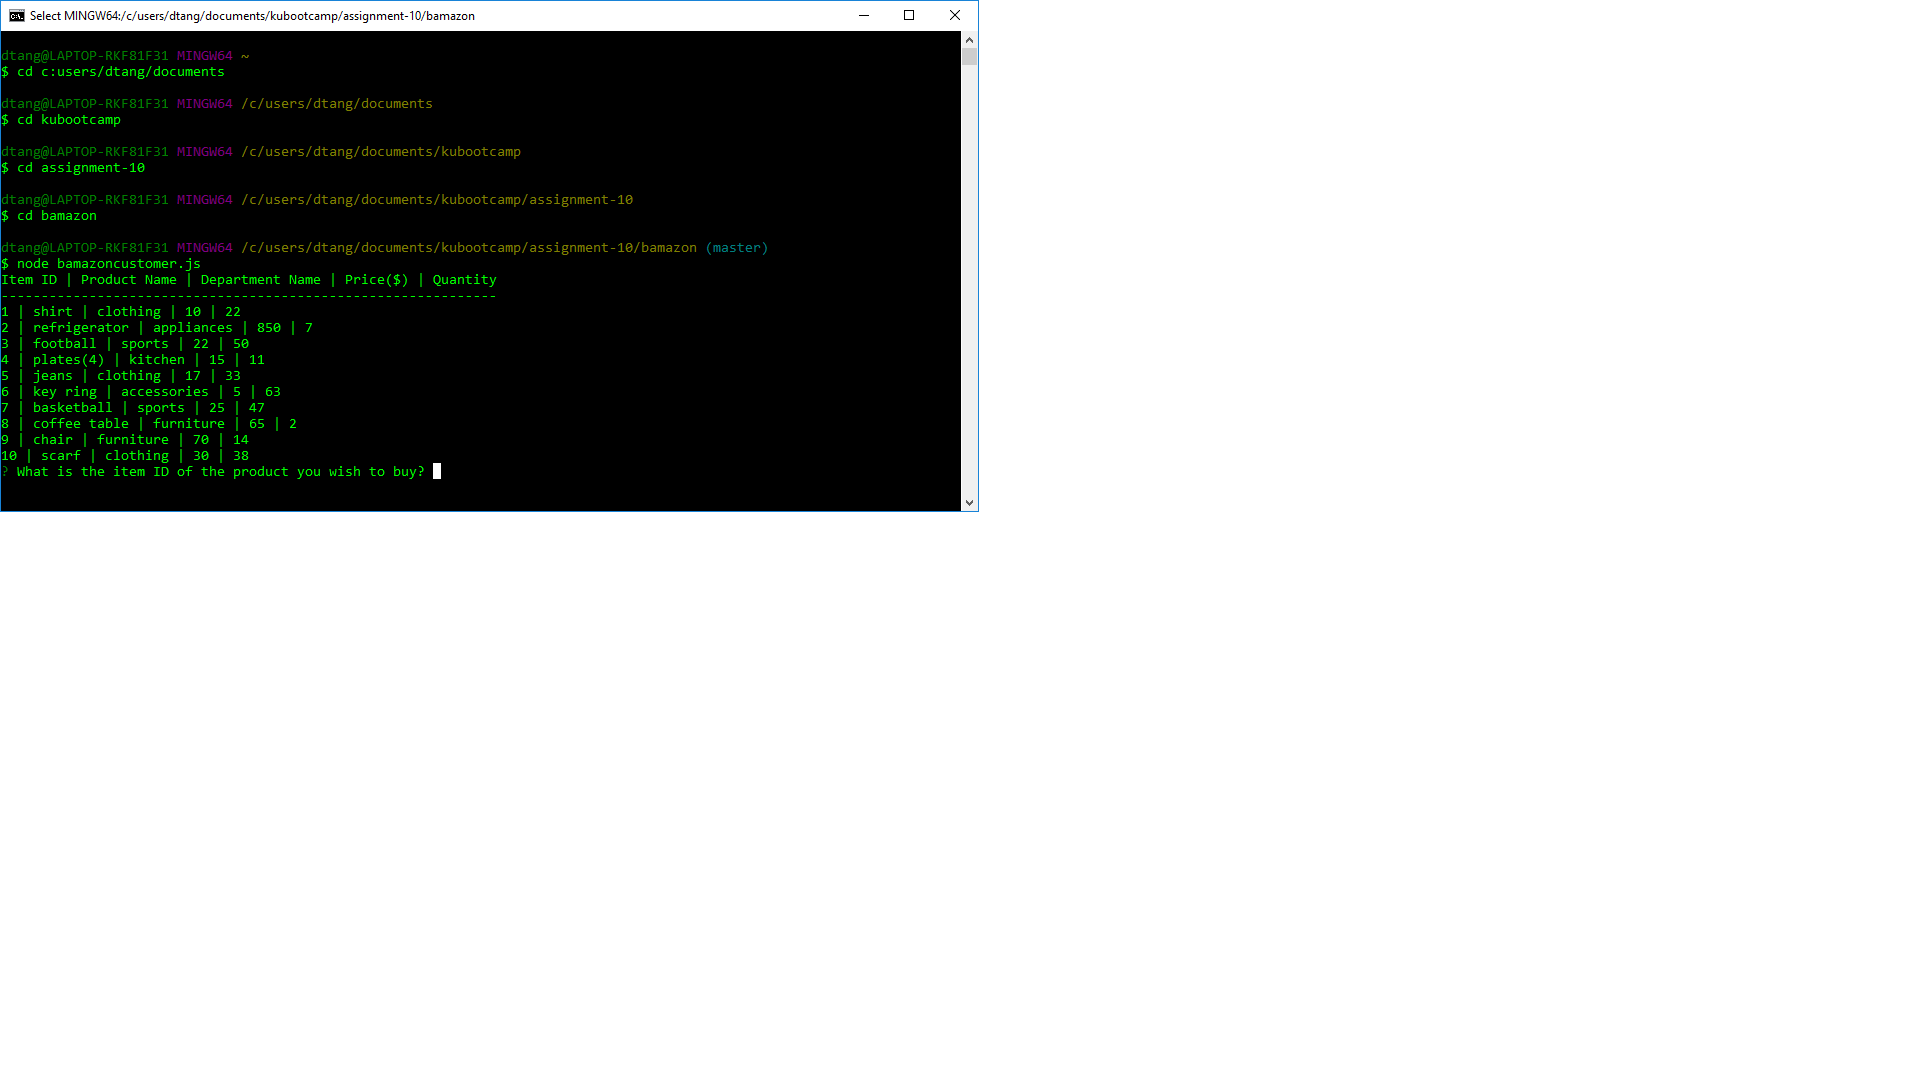 Select MINGW64:/c/users/dtang/documents/kubootcamp/assignment-10/bamazon
dtang@LAPTOP-RKF81F31 MINGW64 ~
$ cd c:users/dtang/documents
dtang@LAPTOP-RKF81F31 MINGW64 /c/users/dtang/documents
$ cd kubootcamp
dtang@LAPTOP-RKF81F31 MINGW64 /c/users/dtang/documents/kubootcamp
$ cd assignment-10
dtang@LAPTOP-RKF81F31 MINGW64 /c/users/dtang/documents/kubootcamp/assignment-10
$ cd bamazon
dtang@LAPTOP-RKF81F31 MINGW64 /c/users/dtang/documents/kubootcamp/assignment-10/bamazon (master)
$ node bamazoncustomer.js
Item ID | Product Name | Department Name | Price($) | Quantity
--------------------------------------------------------------
1 | shirt | clothing | 10 | 22
2 | refrigerator | appliances | 850 | 7
3 | football | sports | 22 | 50
4 | plates(4) | kitchen | 15 | 11
5 | jeans | clothing | 17 | 33
6 | key ring | accessories | 5 | 63
7 | basketball | sports | 25 | 47
8 | coffee table | furniture | 65 | 2
9 | chair | furniture | 70 | 14
10 | scarf | clothing | 30 | 38
? What is the item ID of the product you wish to buy?